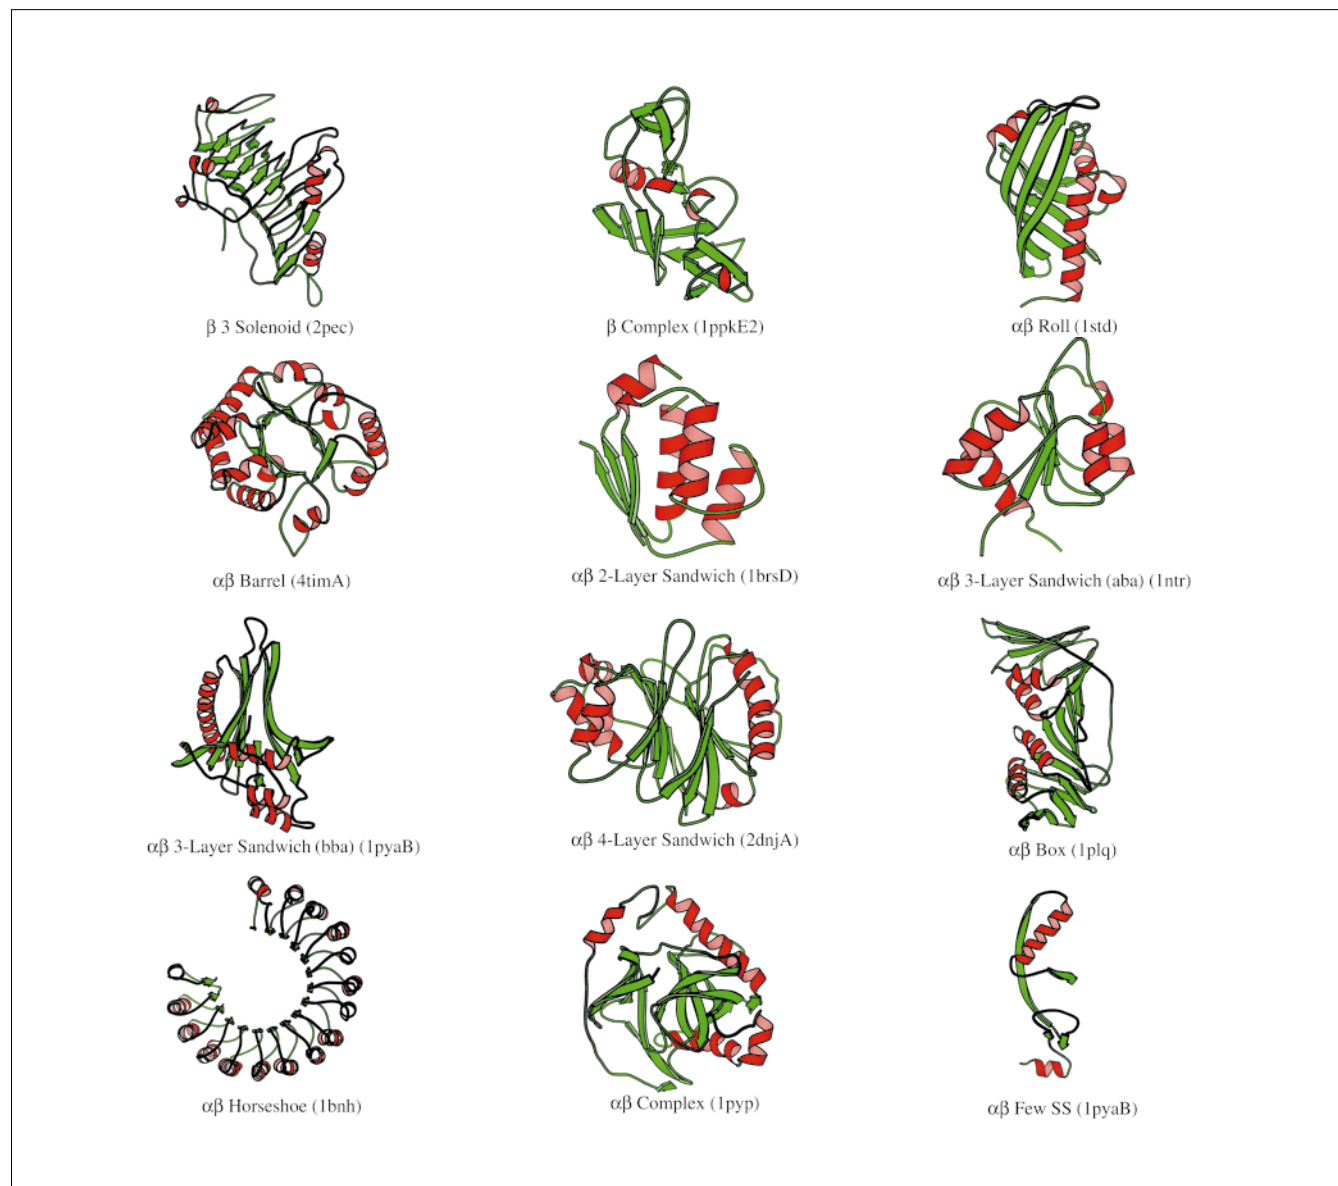 β 3 Solenoid (2pec)
β Complex (1ppkE2)
αβ Roll (1std)
αβ Barrel (4timA)
αβ 2-Layer Sandwich (1brsD)
αβ 3-Layer Sandwich (aba) (1ntr)
αβ 3-Layer Sandwich (bba) (1pyaB)
αβ 4-Layer Sandwich (2dnjA)
αβ Box (1plq)
αβ Horseshoe (1bnh)
αβ Complex (1pyp)
αβ Few SS (1pyaB)